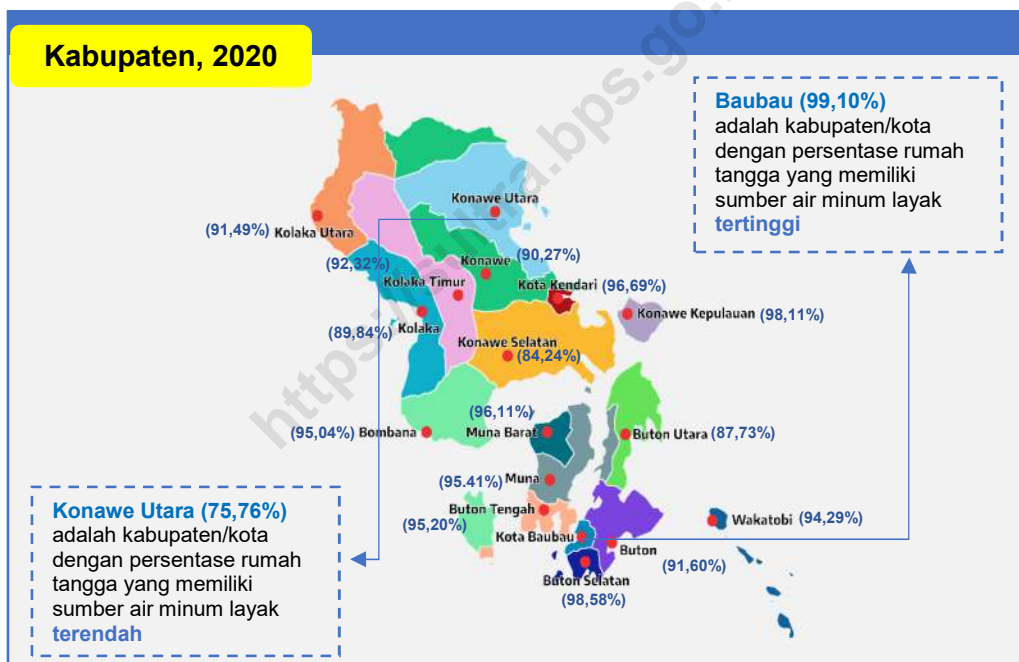 Kabupaten, 2020
https://sultra.bps.go.
Baubau (99,10%)
adalah kabupaten/kota
dengan persentase rumah
tangga yang memiliki
sumber air minum layak
tertinggi
Konawe Utara
(91,49%) Kolaka Utara
(92,32%)
Konawe (90,27%)
Kolaka Timur
Kota Kendari (96,69%)
Konawe Kepulauan (98,11%)
(89,84%) Kolaka
Konawe Selatan
(84,24%)
(96,11%)
(95,04%) Bombana
Muna Barat
Buton Utara (87,73%)
Muna
(95.41%)
Buton Tengah
(95,20%)
Kota Baubau
Buton
(91,60%)
Wakatobi (94,29%)
Buton Selatan
(98,58%)
Konawe Utara (75,76%)
adalah kabupaten/kota
dengan persentase rumah
tangga yang memiliki
sumber air minum layak
terendah